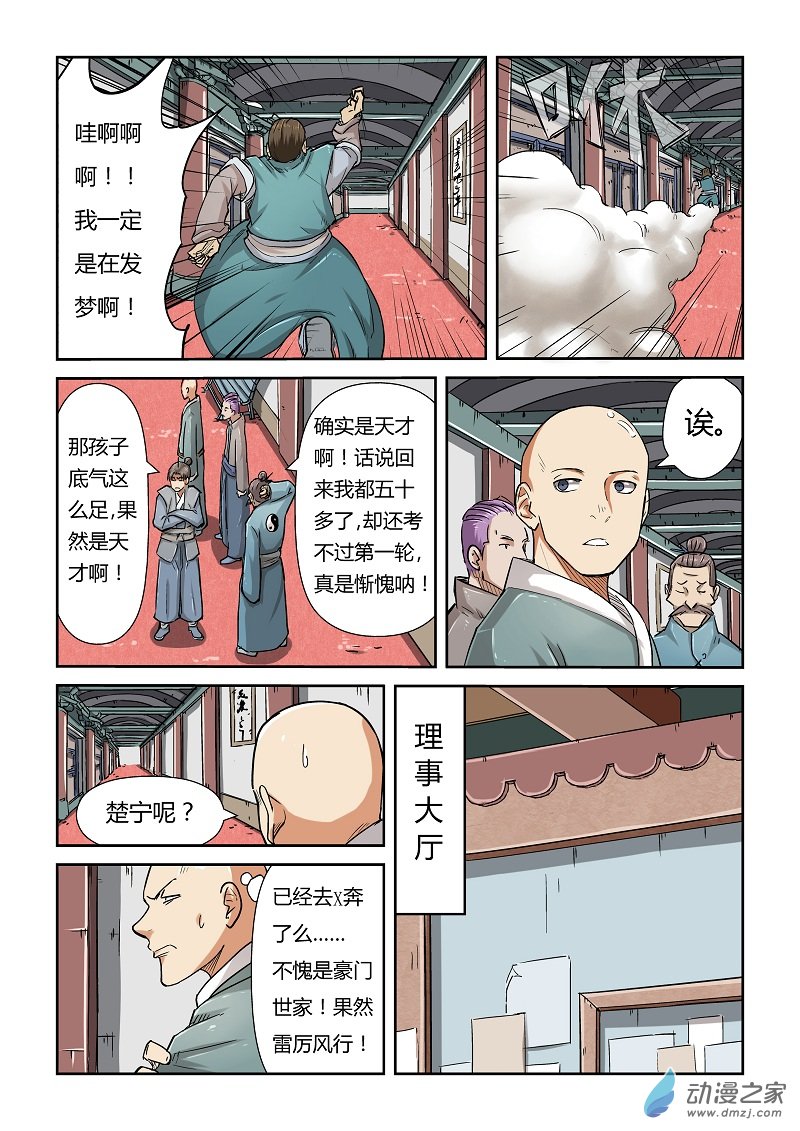 哇啊啊
啊！！
我一定
是在发
梦啊！
咻
那孩子
底气这
么足,果
然是天
才啊！
确实是天才
啊！话说回
来我都五十
多了,却还考
不过第一轮,
真是惭愧呐！
诶。
楚宁呢？
理事大厅
已经去X奔
了么……
不愧是豪门
世家！果然
雷厉风行！
动漫之家
www.dmzj.com